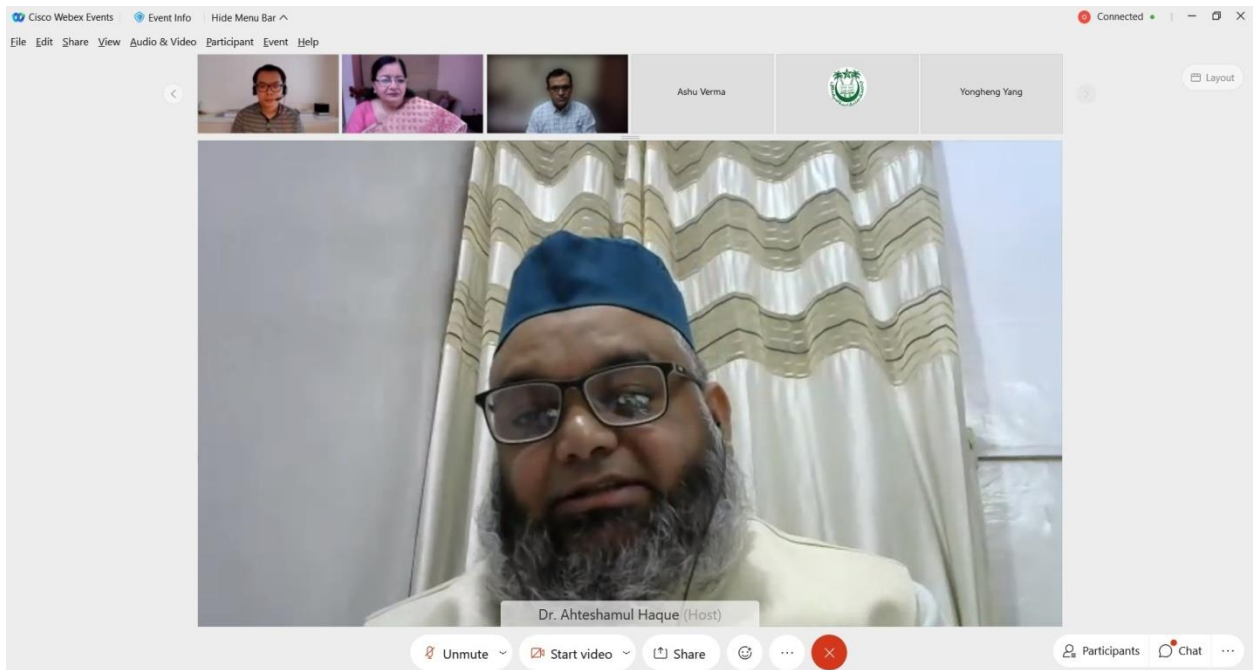 Cisco Webex Events Event Info Hide Menu Bar Connected
File Edit Share View Audio & Video Participant Event Help
Layout
Ashu Verma
Yongheng Yang
Dr. Ahteshamul Haque (Host)
Unmute Start video Share Participants Chat